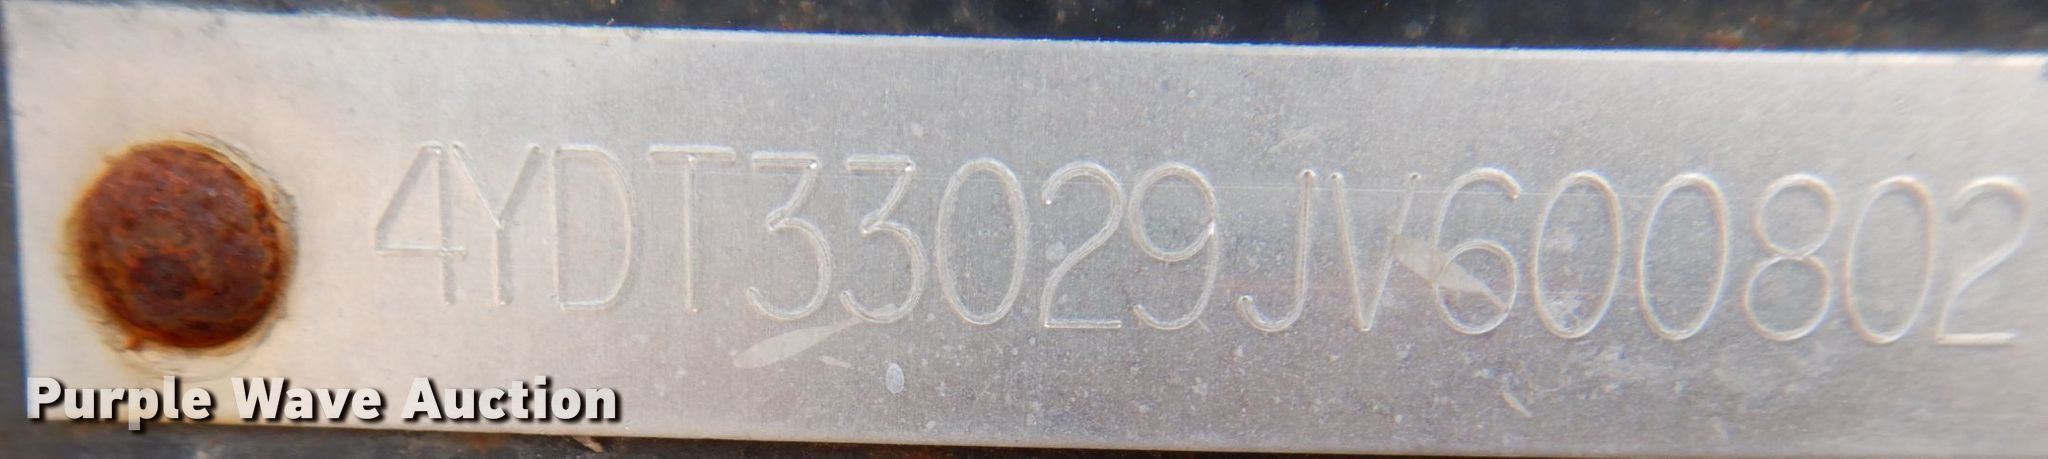 4YDT33029JV600802
Purple Wave Auction